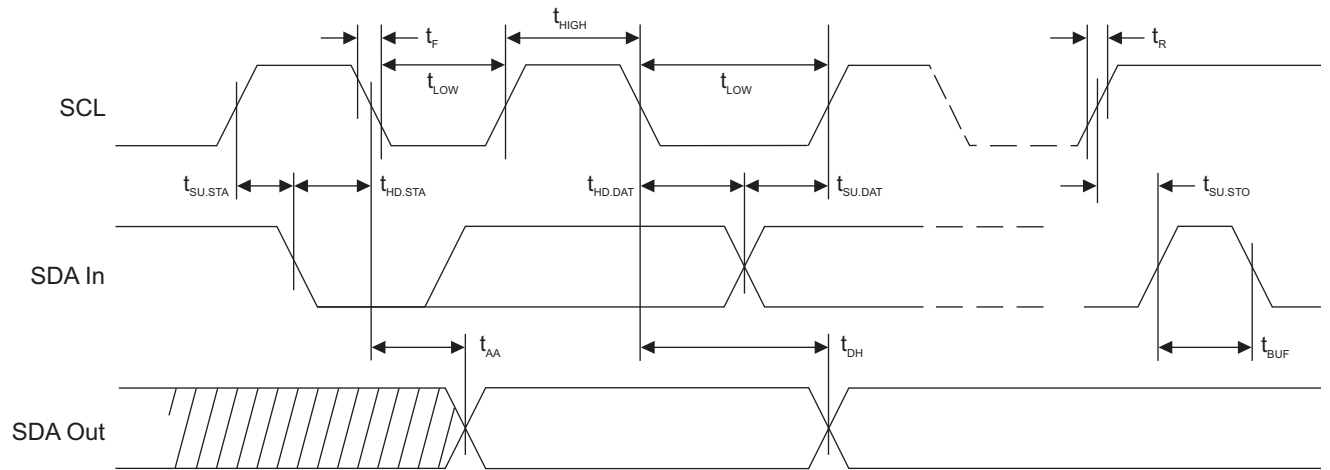 t_F
t_HIGH
t_R
t_LOW
t_LOW
SCL
t_SU.STA
t_HD.STA
t_HD.DAT
t_SU.DAT
t_SU.STO
SDA In
t_AA
t_DH
t_BUF
SDA Out